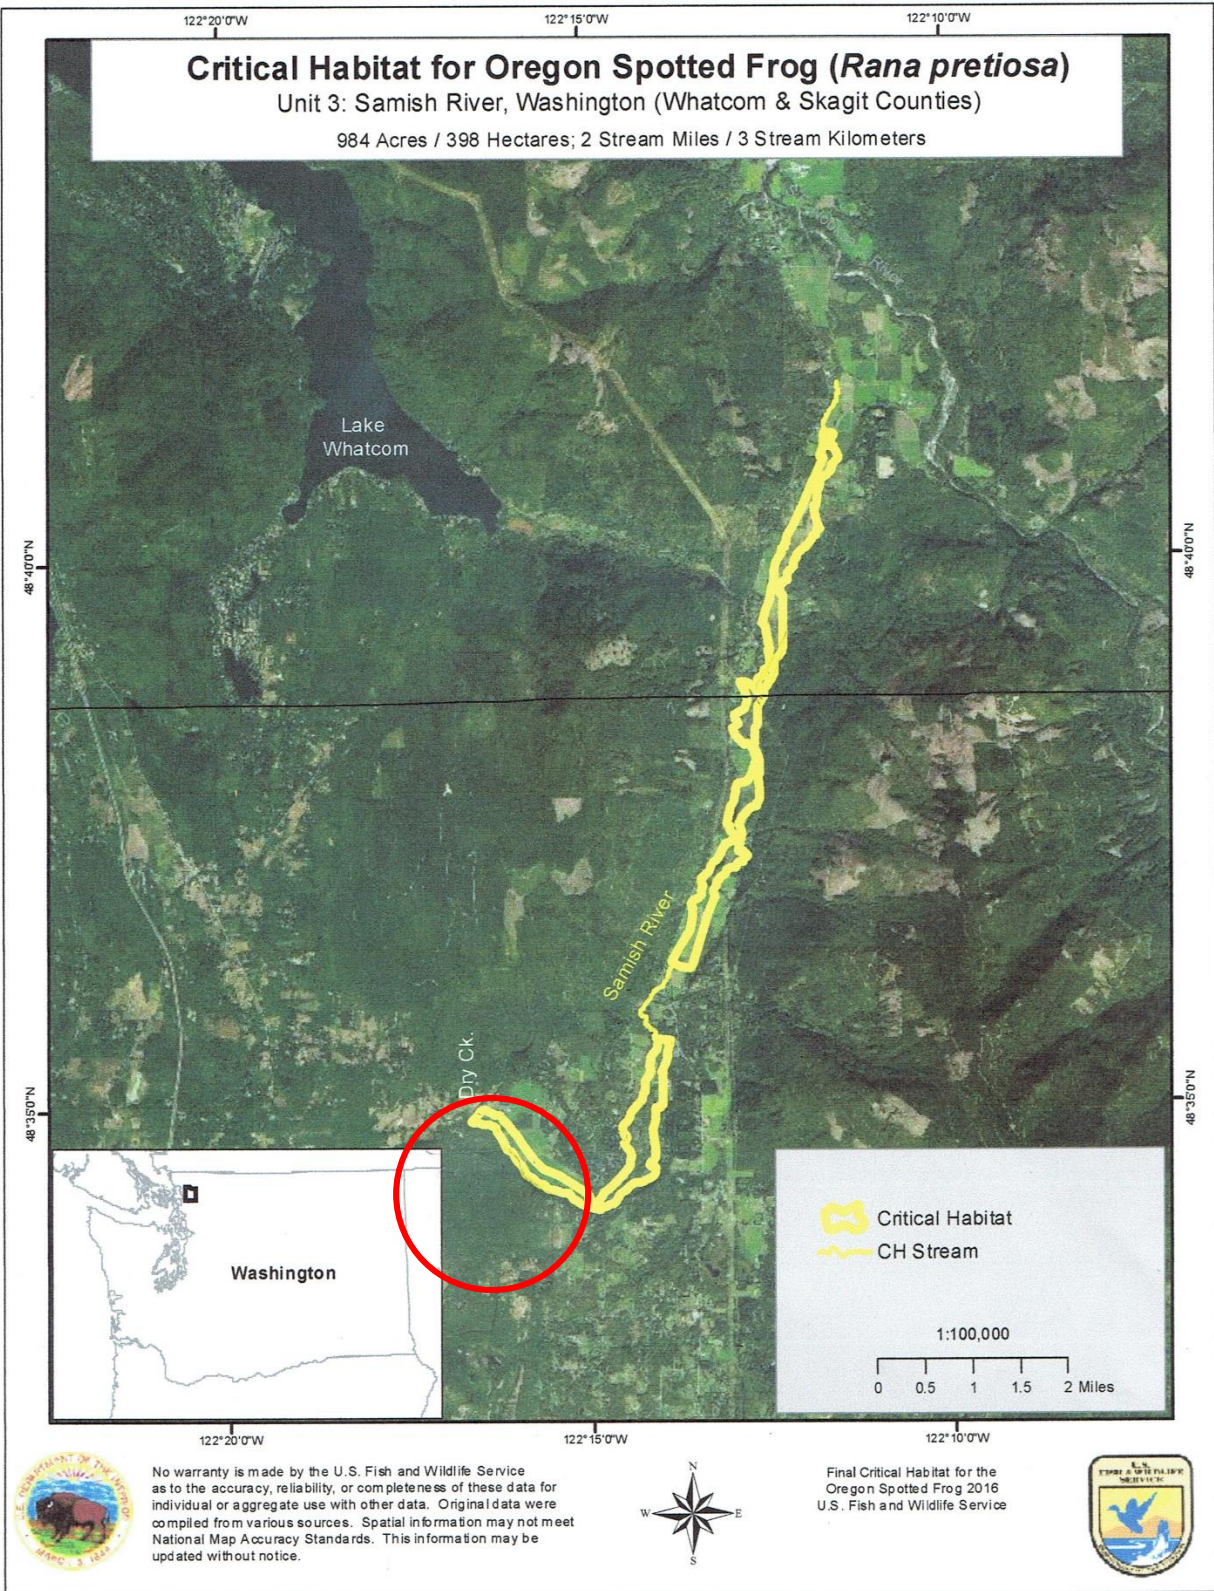 122°20'0"W
122°15'0"W
122°10'0"W
Critical Habitat for Oregon Spotted Frog (Rana pretiosa)
Unit 3: Samish River, Washington (Whatcom & Skagit Counties)
984 Acres / 398 Hectares; 2 Stream Miles / 3 Stream Kilometers
River
Lake
Whatcom
48°40'0"N
48°40'0"N
Samish River
Dry Ck.
48°35'0"N
48°35'0"N
Washington
Critical Habitat
CH Stream
1:100,000
0 0.5 1 1.5 2 Miles
122°20'0"W
122°15'0"W
122°10'0"W
No warranty is made by the U.S. Fish and Wildlife Service
as to the accuracy, reliability, or completeness of these data for
individual or aggregate use with other data. Original data were
compiled from various sources. Spatial information may not meet
National Map Accuracy Standards. This information may be
updated without notice.
N
W
E
S
Final Critical Habitat for the
Oregon Spotted Frog 2016
U.S. Fish and Wildlife Service
U.S.
FISH & WILDLIFE
SERVICE
MARCH 3, 1849